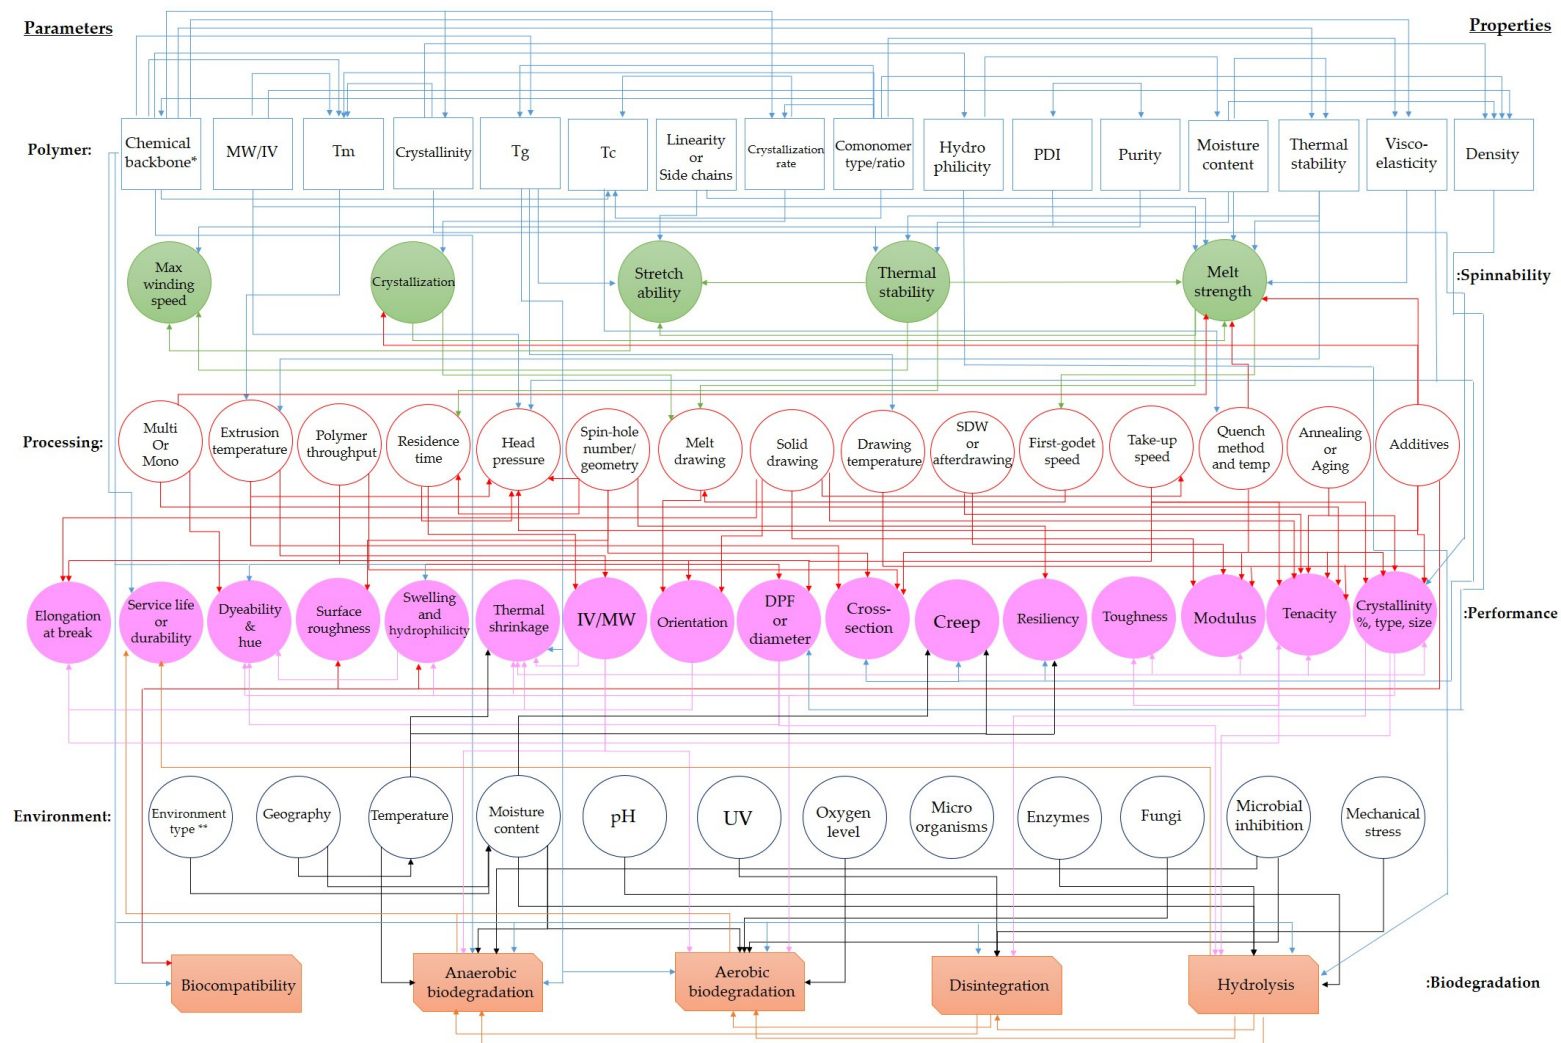 Parameters
Properties
Polymer:
Chemical
backbone*
MW/IV
Tm
Crystallinity
Tg
Tc
Linearity
or
Side chains
Crystallization
rate
Comonomer
type/ratio
Hydro
philicity
PDI
Purity
Moisture
content
Thermal
stability
Visco-
elasticity
Density
Max
winding
speed
Crystallization
Stretch
ability
Thermal
stability
Melt
strength
:Spinnability
Processing:
Multi
Or
Mono
Extrusion
temperature
Polymer
throughput
Residence
time
Head
pressure
Spin-hole
number/
geometry
Melt
drawing
Solid
drawing
Drawing
temperature
SDW
or
afterdrawing
First-godet
speed
Take-up
speed
Quench
method
and temp
Annealing
or
Aging
Additives
Elongation
at break
Service life
or
durability
Dyeability
&
hue
Surface
roughness
Swelling
and
hydrophilicity
Thermal
shrinkage
IV/MW
Orientation
DPF
or
diameter
Cross-
section
Creep
Resiliency
Toughness
Modulus
Tenacity
Crystallinity
%, type, size
:Performance
Environment:
Environment
type **
Geography
Temperature
Moisture
content
pH
UV
Oxygen
level
Micro
organisms
Enzymes
Fungi
Microbial
inhibition
Mechanical
stress
Biocompatibility
Anaerobic
biodegradation
Aerobic
biodegradation
Disintegration
Hydrolysis
:Biodegradation